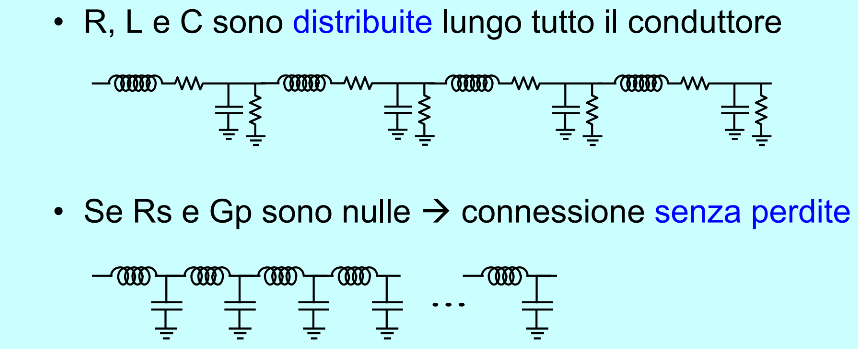 • R, L e C sono distribuite lungo tutto il conduttore
• Se Rs e Gp sono nulle → connessione senza perdite
...